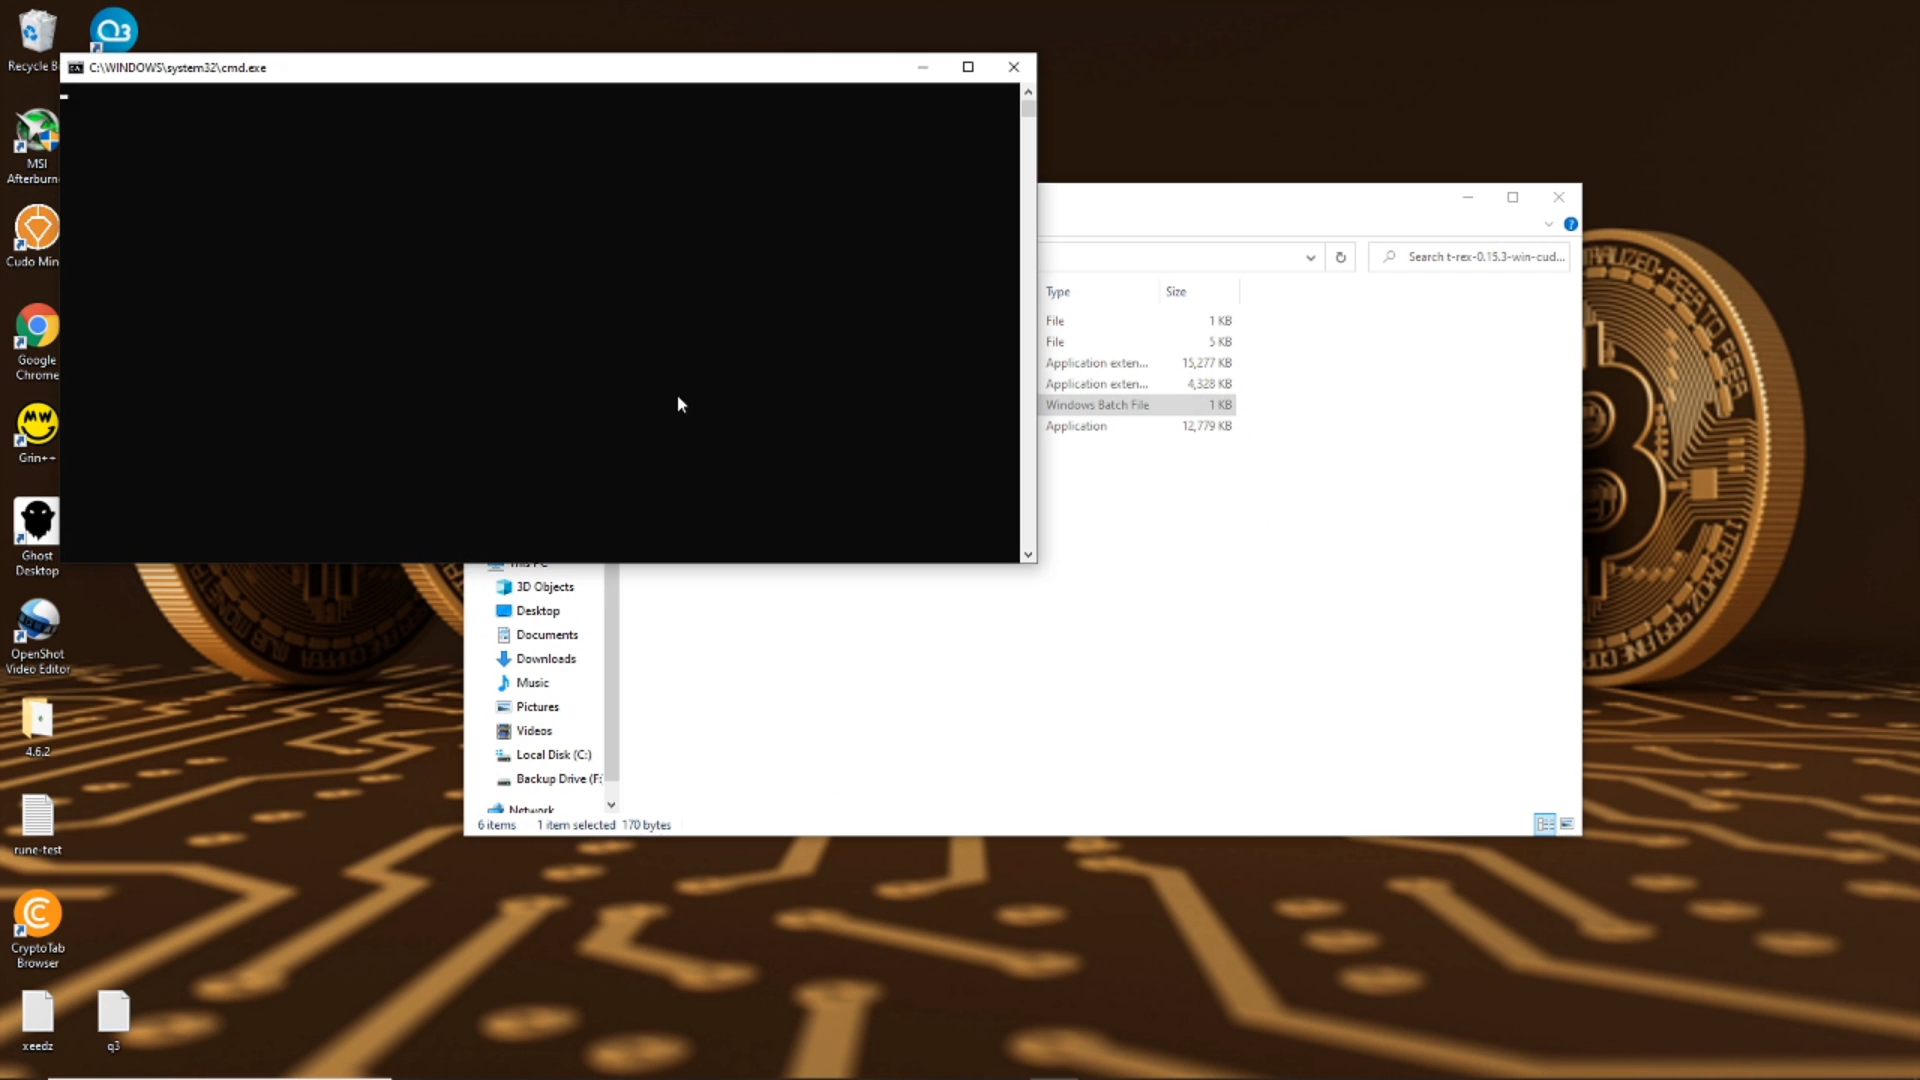 Recycle B
C:\WINDOWS\system32\cmd.exe
MSI
Afterburn
Cudo Min
Google
Chrome
Grin++
Ghost
Desktop
OpenShot
Video Editor
4.6.2
rune-test
CryptoTab
Browser
xeedz
q3
Search t-rex-0.15.3-win-cud...
Type Size
File 1 KB
File 5 KB
Application exten... 15,277 KB
Application exten... 4,328 KB
Windows Batch File 1 KB
Application 12,779 KB
This PC
3D Objects
Desktop
Documents
Downloads
Music
Pictures
Videos
Local Disk (C:)
Backup Drive (F:
Network
6 items 1 item selected 170 bytes